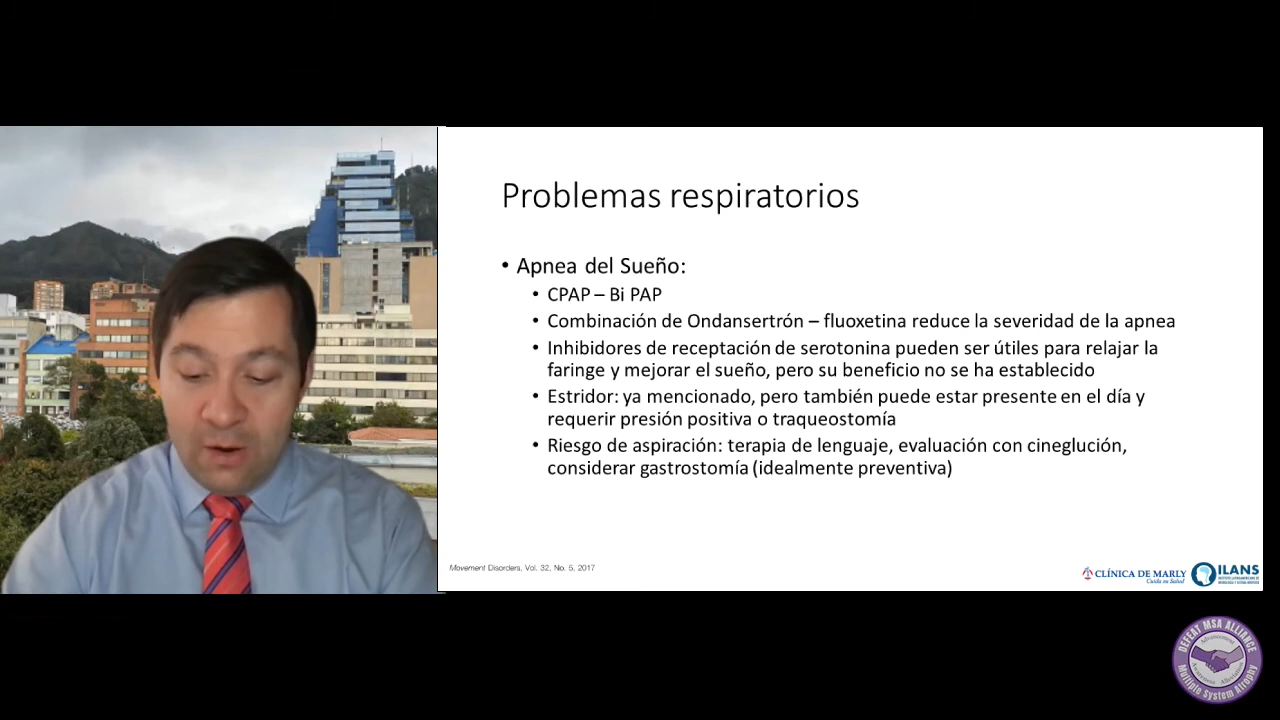 Problemas respiratorios
• Apnea del Sueño:
• CPAP – Bi PAP
• Combinación de Ondansertrón – fluoxetina reduce la severidad de la apnea
• Inhibidores de receptación de serotonina pueden ser útiles para relajar la
faringe y mejorar el sueño, pero su beneficio no se ha establecido
• Estridor: ya mencionado, pero también puede estar presente en el día y
requerir presión positiva o traqueostomía
• Riesgo de aspiración: terapia de lenguaje, evaluación con cineglución,
considerar gastrostomía (idealmente preventiva)
Movement Disorders, Vol. 32, No. 5, 2017
CLÍNICA DE MARLY
Cuida su Salud
ILANS
DEFEAT MSA ALLIANCE
Multiple System Atrophy